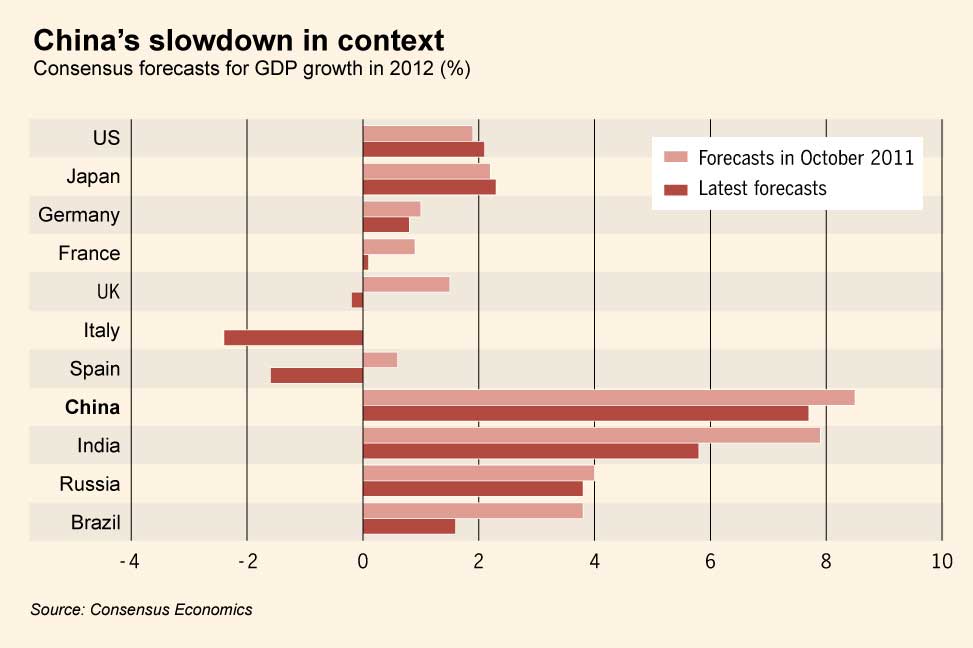 China’s slowdown in context
Consensus forecasts for GDP growth in 2012 (%)
Forecasts in October 2011
Latest forecasts
US
Japan
Germany
France
UK
Italy
Spain
China
India
Russia
Brazil
-4 -2 0 2 4 6 8 10
Source: Consensus Economics